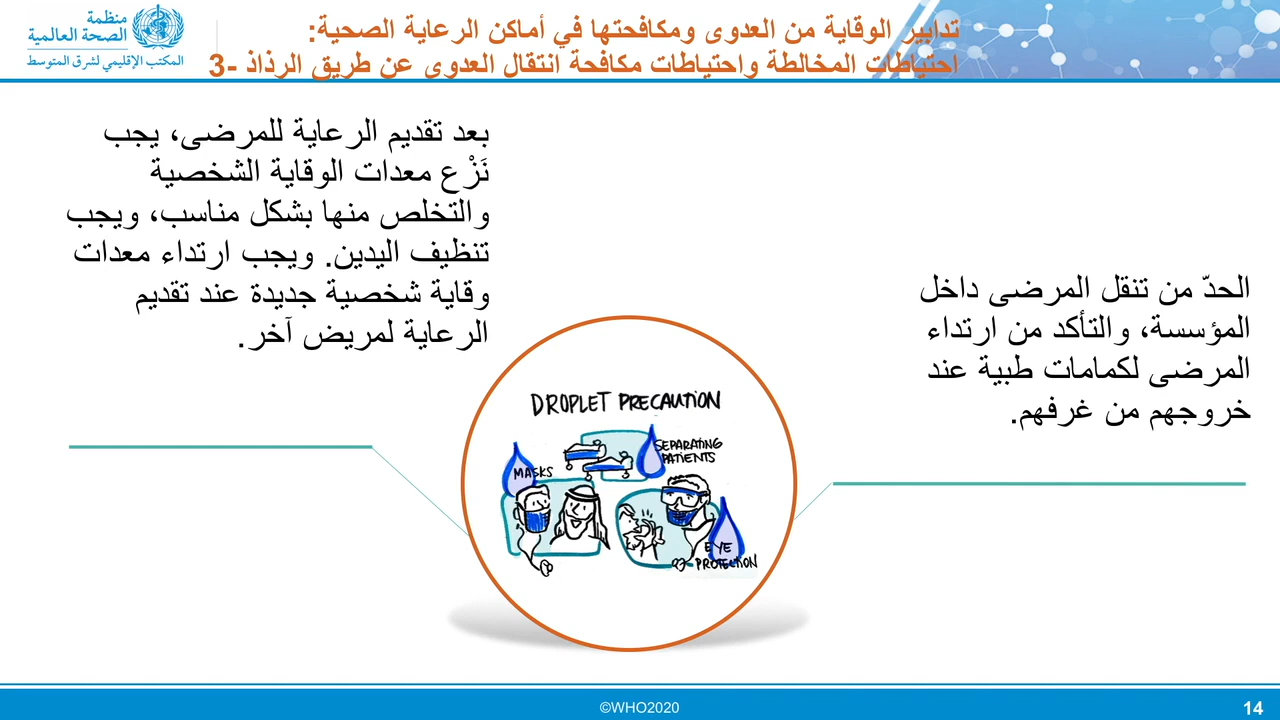 منظمة
الصحة العالمية
المكتب الإقليمي لشرق المتوسط
تدابير الوقاية من العدوى ومكافحتها في أماكن الرعاية الصحية:
احتياطات المخالطة واحتياطات مكافحة انتقال العدوى عن طريق الرذاذ -3
الحدّ من تنقل المرضى داخل
المؤسسة، والتأكد من ارتداء
المرضى لكمامات طبية عند
خروجهم من غرفهم.
بعد تقديم الرعاية للمرضى، يجب
نَزْع معدات الوقاية الشخصية
والتخلص منها بشكل مناسب، ويجب
تنظيف اليدين. ويجب ارتداء معدات
وقاية شخصية جديدة عند تقديم
الرعاية لمريض آخر.
DROPLET PRECAUTION
SEPARATING
PATIENTS
MASKS
EYE
PROTECTION
©WHO2020
14